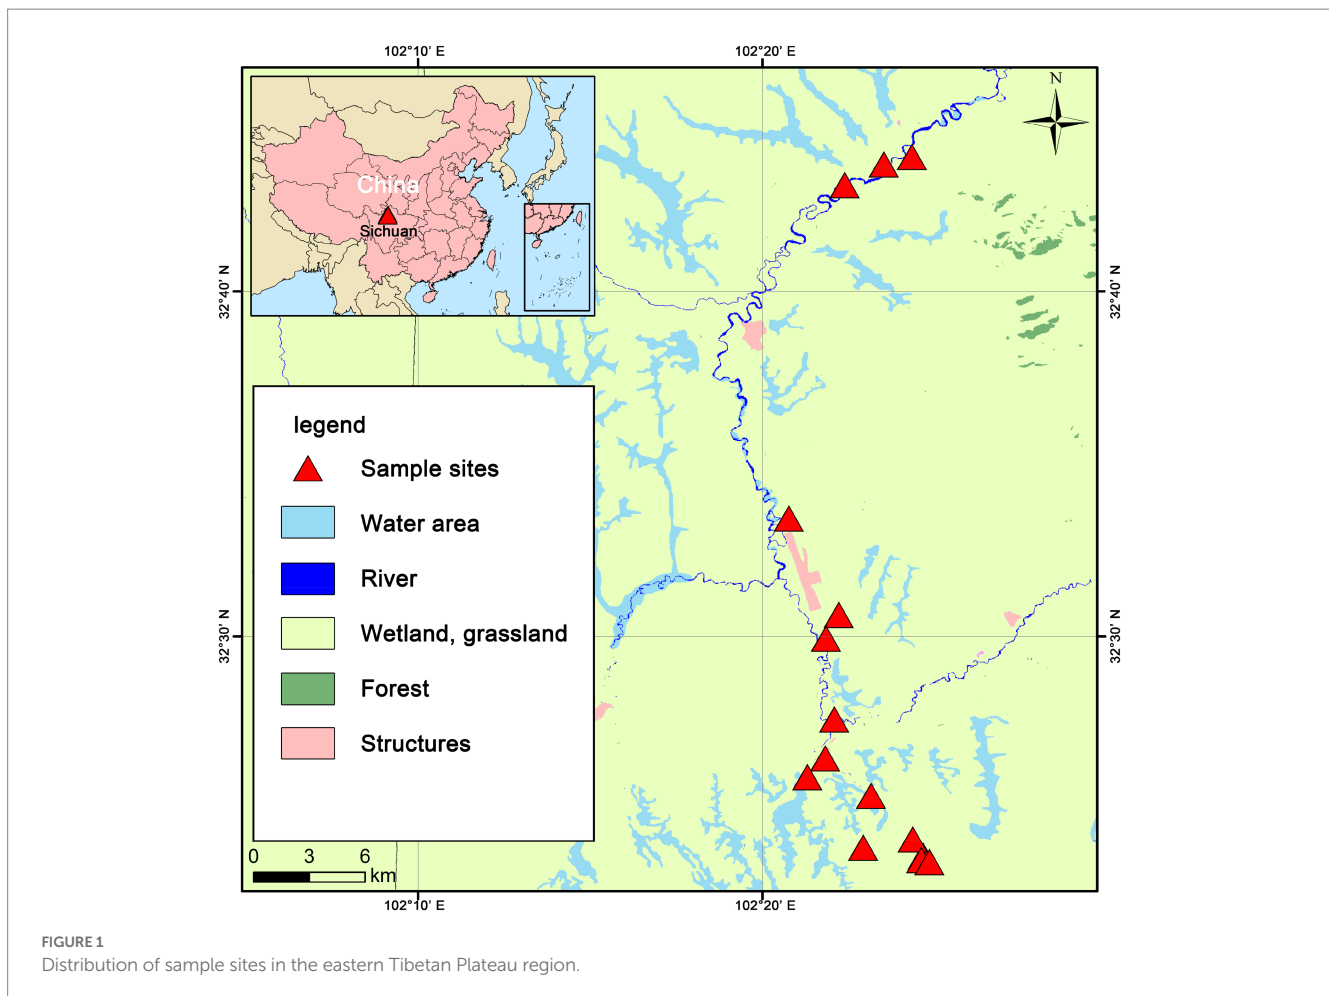 102°10′ E
102°20′ E
N
China
Sichuan
32°40′ N
32°40′ N
legend
Sample sites
Water area
River
Wetland, grassland
Forest
Structures
32°30′ N
32°30′ N
0 3 6
km
102°10′ E
102°20′ E
FIGURE 1
Distribution of sample sites in the eastern Tibetan Plateau region.